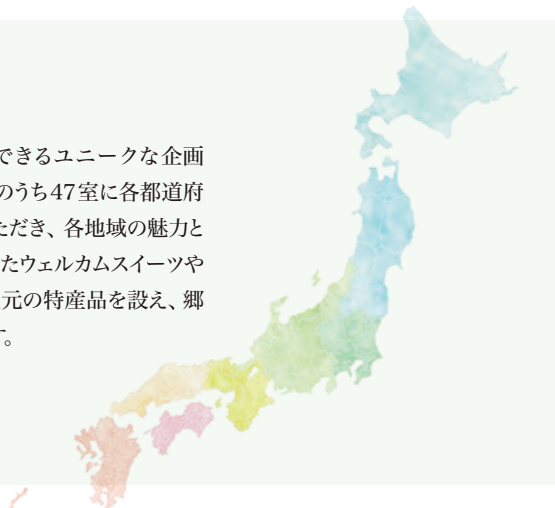 できるユニークな企画
のうち47室に各都道府
ただき、各地域の魅力と
たウェルカムスイーツや
元の特産品を設え、郷
す。